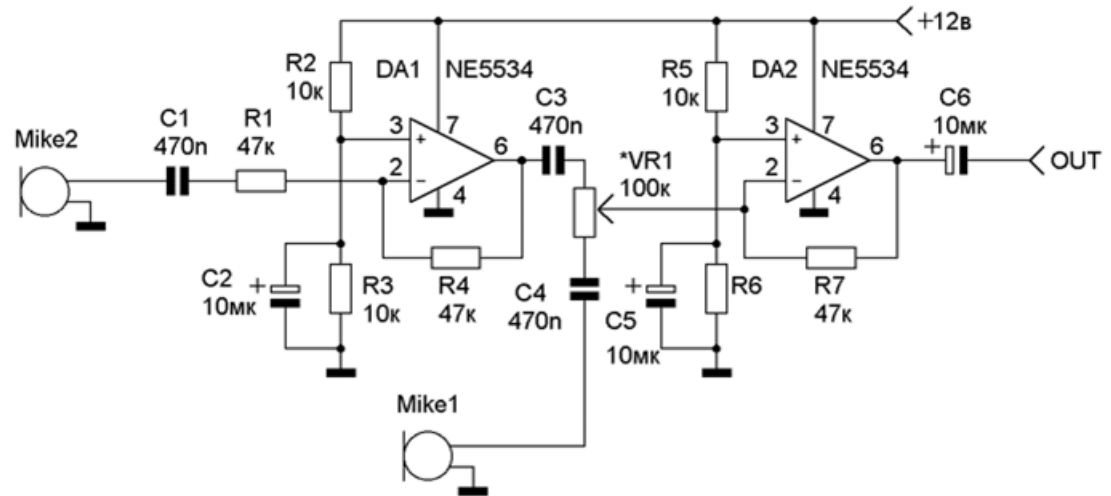 +12в
R2
10к
DA1
NE5534
R5
10к
DA2
NE5534
C3
470n
C6
10мк
+
C1
470n
R1
47к
Mike2
3
+
7
6
2
−
4
*VR1
100к
3
+
7
6
2
−
4
OUT
C2
10мк
+
R3
10к
R4
47к
C4
470n
+
C5
10мк
R6
R7
47к
Mike1